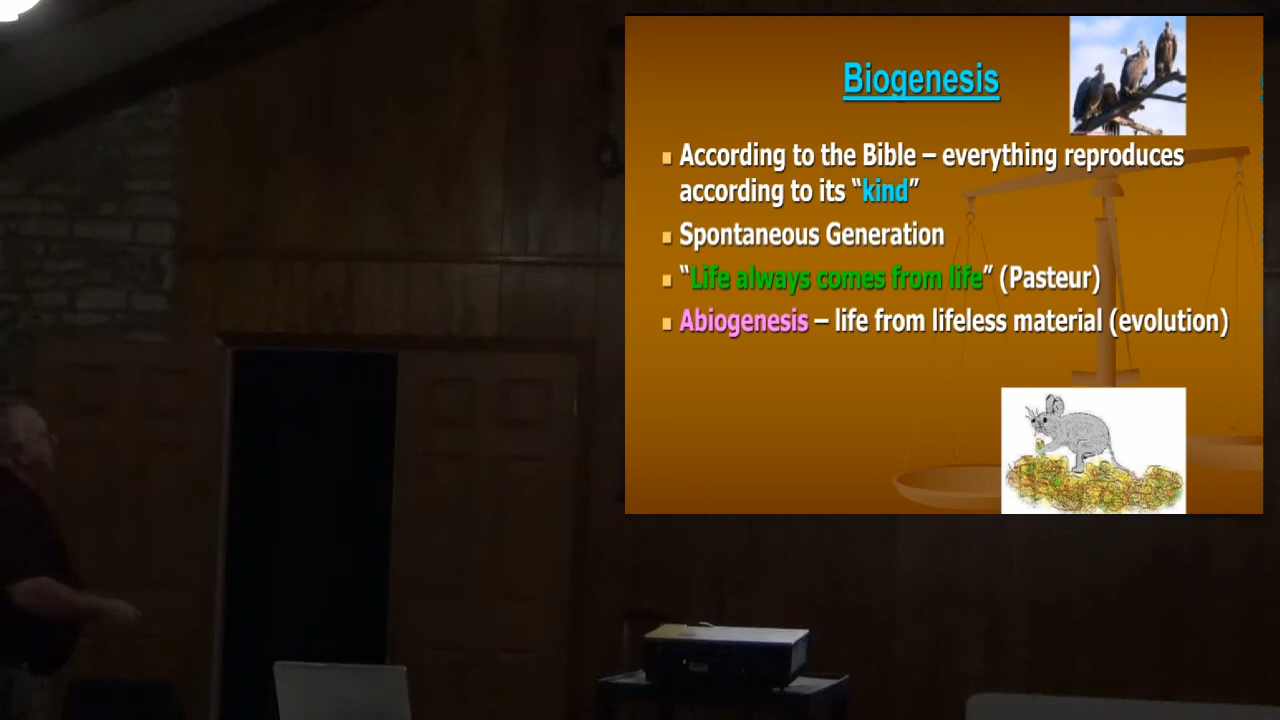 Biogenesis
▪ According to the Bible – everything reproduces
according to its “kind”
▪ Spontaneous Generation
▪ “Life always comes from life” (Pasteur)
▪ Abiogenesis – life from lifeless material (evolution)